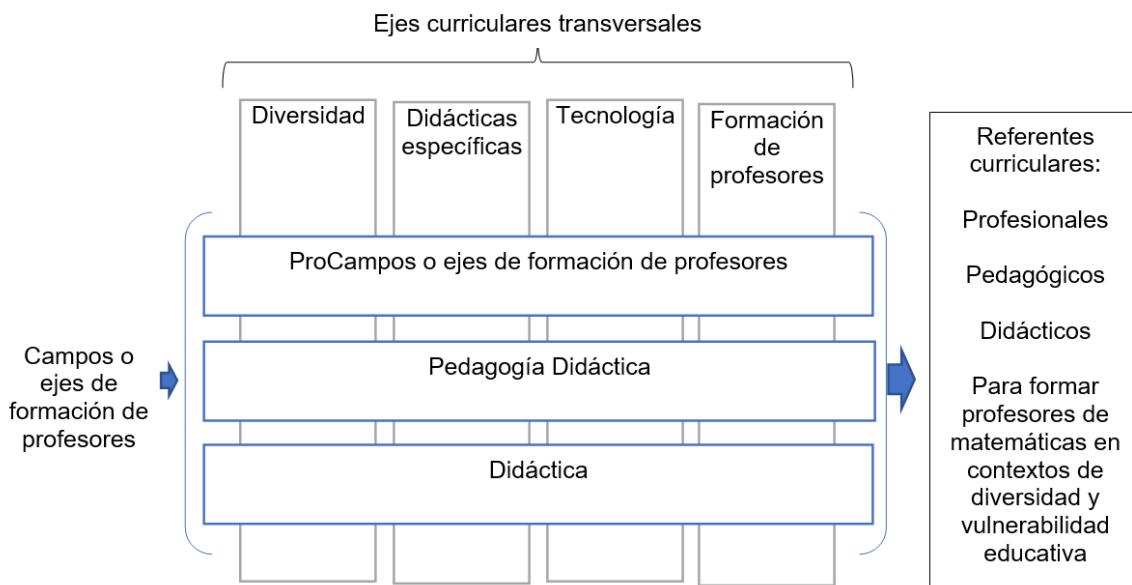 Ejes curriculares transversales
Diversidad
Didácticas
específicas
Tecnología
Formación
de
profesores
ProCampos o ejes de formación de profesores
Pedagogía Didáctica
Didáctica
Campos o
ejes de
formación de
profesores
Referentes
curriculares:
Profesionales
Pedagógicos
Didácticos
Para formar
profesores de
matemáticas en
contextos de
diversidad y
vulnerabilidad
educativa